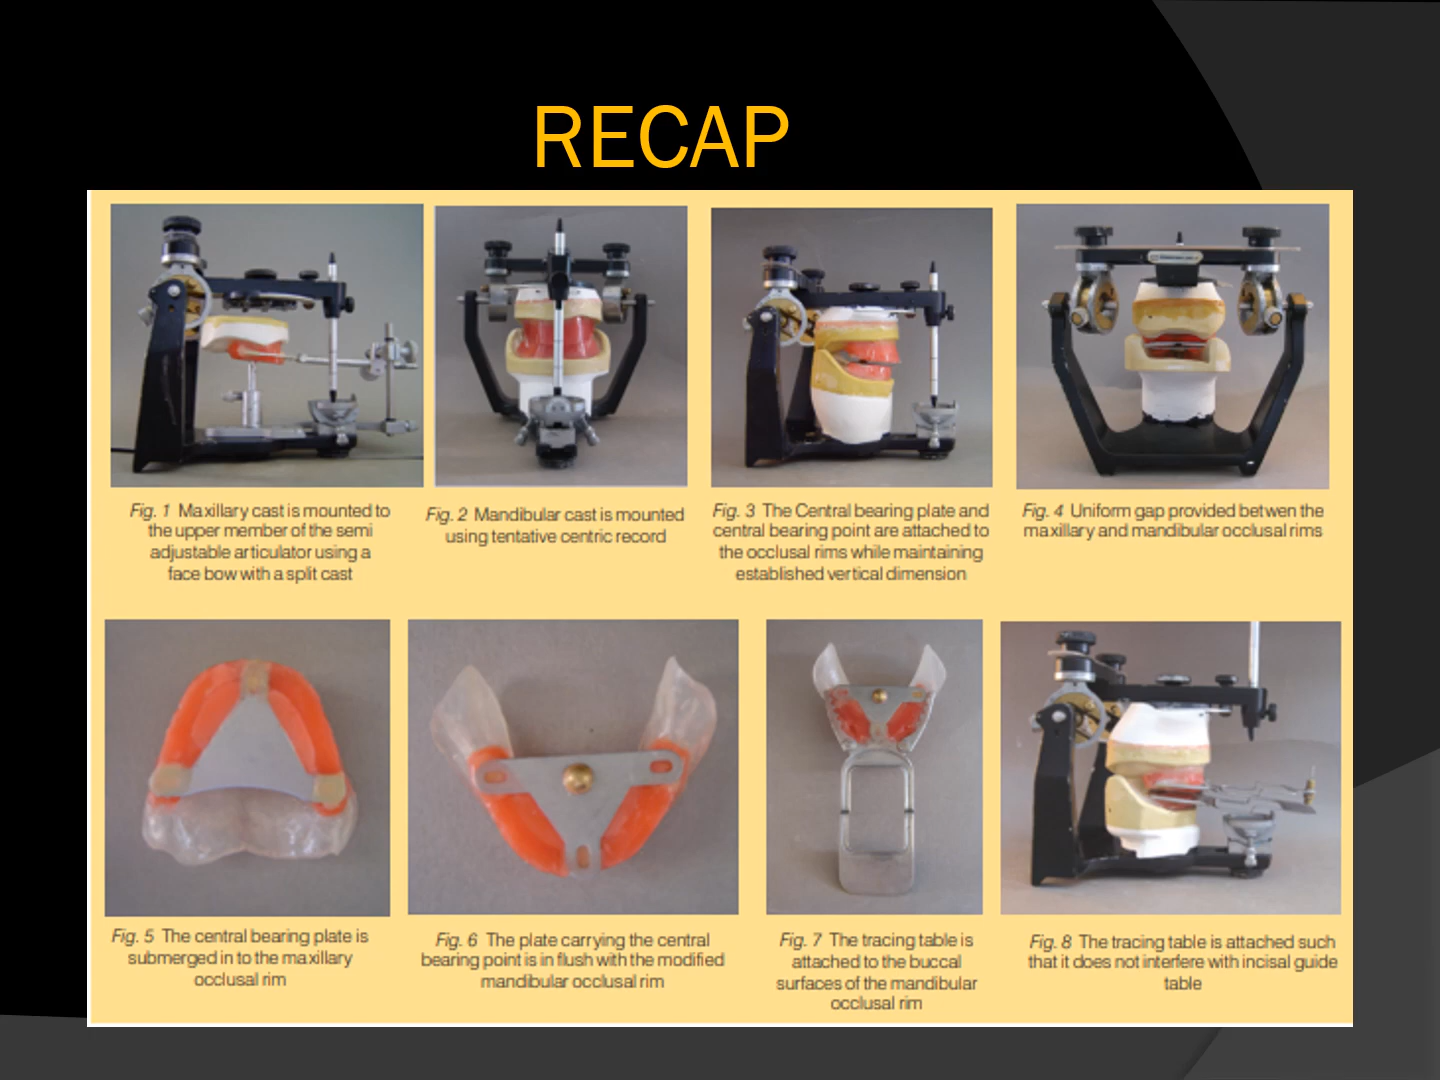 RECAP
Fig. 1 Maxillary cast is mounted to
the upper member of the semi
adjustable articulator using a
face bow with a split cast
Fig. 2 Mandibular cast is mounted
using tentative centric record
Fig. 3 The Central bearing plate and
central bearing point are attached to
the occlusal rims while maintaining
established vertical dimension
Fig. 4 Uniform gap provided betwen the
maxillary and mandibular occlusal rims
Fig. 5 The central bearing plate is
submerged in to the maxillary
occlusal rim
Fig. 6 The plate carrying the central
bearing point is in flush with the modified
mandibular occlusal rim
Fig. 7 The tracing table is
attached to the buccal
surfaces of the mandibular
occlusal rim
Fig. 8 The tracing table is attached such
that it does not interfere with incisal guide
table